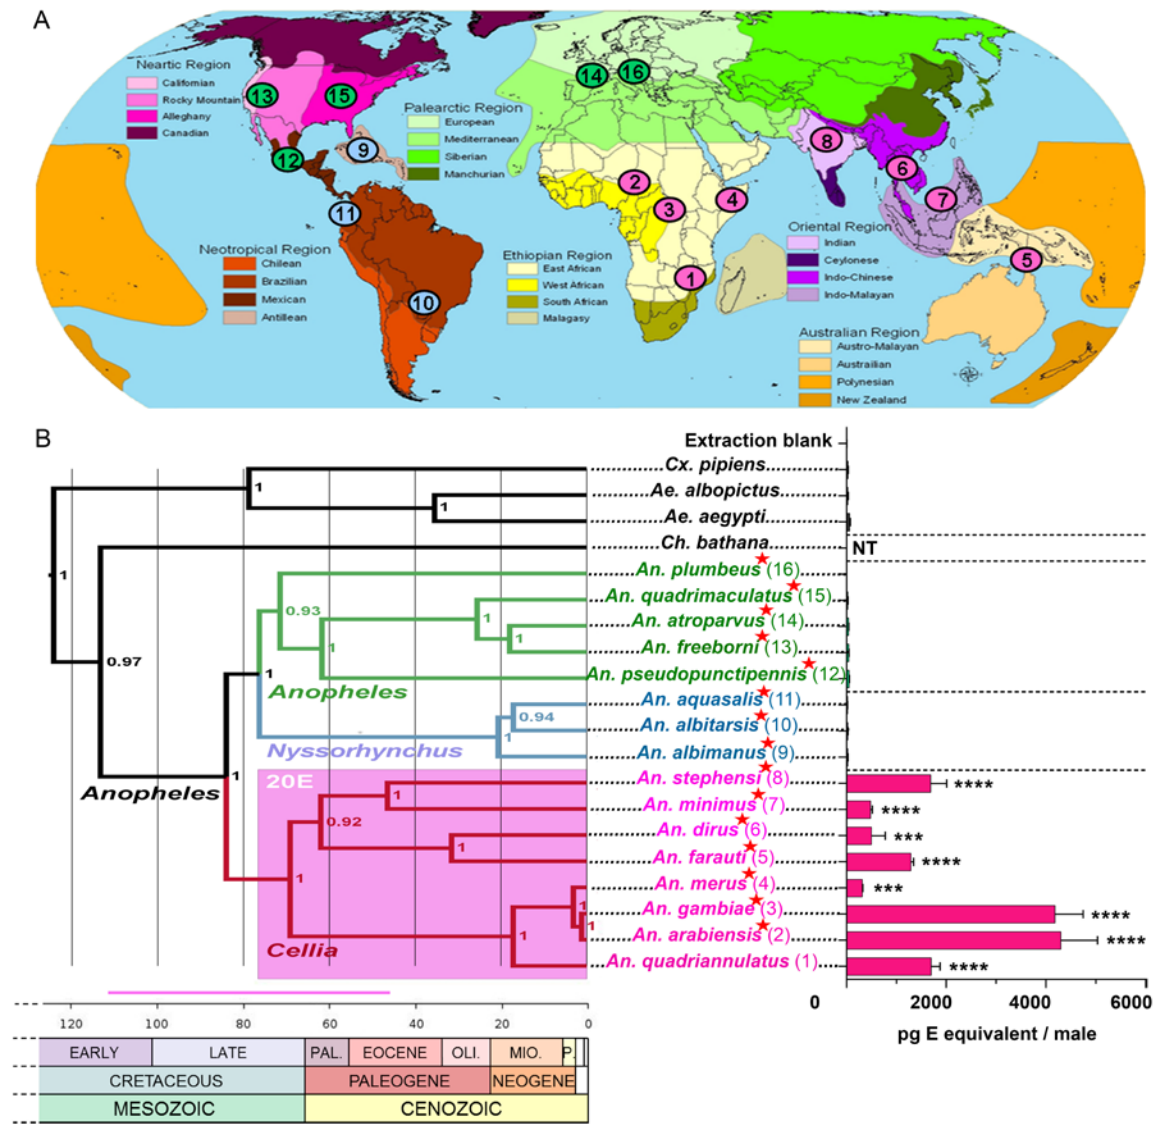 A
Neartic Region
Californian
Rocky Mountain
Alleghany
Canadian
Palearctic Region
European
Mediterranean
Siberian
Manchurian
Neotropical Region
Chilean
Brazilian
Mexican
Antillean
Ethiopian Region
East African
West African
South African
Malagasy
Oriental Region
Indian
Ceylonese
Indo-Chinese
Indo-Malayan
Australian Region
Austro-Malayan
Austrailian
Polynesian
New Zealand
13
15
12
9
11
10
14
16
2
3
4
1
8
6
7
5
B
Extraction blank
Cx. pipiens
Ae. albopictus
Ae. aegypti
Ch. bathana
NT
An. plumbeus (16)
An. quadrimaculatus (15)
An. atroparvus (14)
An. freeborni (13)
An. pseudopunctipennis (12)
An. aquasalis (11)
An. albitarsis (10)
An. albimanus (9)
An. stephensi (8) ****
An. minimus (7) ****
An. dirus (6) ***
An. farauti (5) ****
An. merus (4) ***
An. gambiae (3) ****
An. arabiensis (2) ****
An. quadriannulatus (1) ****
1
1
1
0.97
0.93
1
1
1
1
Anopheles
0.94
1
Nyssorhynchus
1
Anopheles
20E
1
0.92
1
1
1
1
1
Cellia
120 100 80 60 40 20 0
0 2000 4000 6000
pg E equivalent / male
EARLY LATE PAL. EOCENE OLI. MIO. P.
CRETACEOUS PALEOGENE NEOGENE
MESOZOIC CENOZOIC